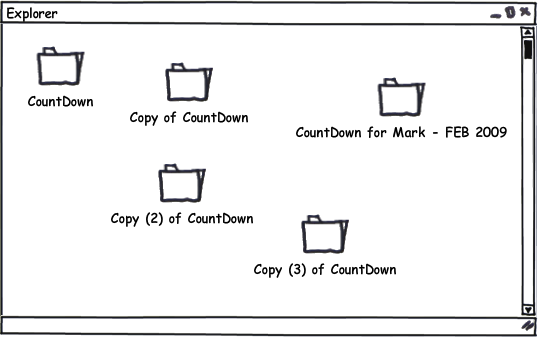 Explorer
CountDown
Copy of CountDown
CountDown for Mark - FEB 2009
Copy (2) of CountDown
Copy (3) of CountDown